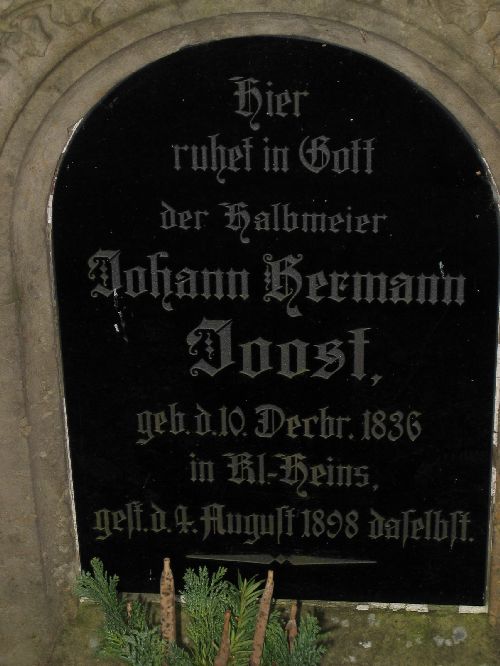 Hier
ruhet in Gott
der Halbmeier
Johann Hermann
Joost,
geb. d. 10. Decbr. 1836
in Kl.-Heins,
gest. d. 4. August 1898 daselbst.